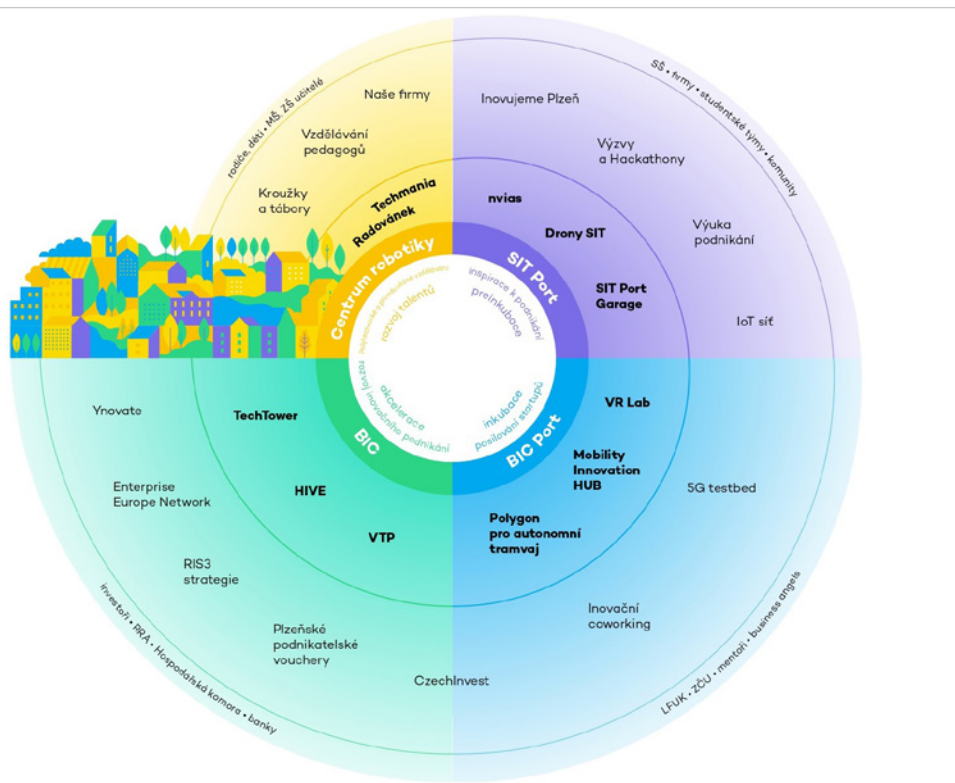 rodiče, děti • MŠ, ZŠ učitelé
Naše firmy
Vzdělávání
pedagogů
Kroužky
a tábory
Techmania
Radovánek
Centrum robotiky
rozvoj talentů
SŠ • firmy • studentské týmy • komunity
Inovujeme Plzeň
Výzvy
a Hackathony
nvias
Drony SIT
Výuka
podnikání
SIT Port
Garage
IoT síť
SIT Port
inspirace k podnikání
preinkubace
VR Lab
Mobility
Innovation
HUB
5G testbed
Polygon
pro autonomní
tramvaj
Inovační
coworking
BIC Port
inkubace
posilování startupů
LFUK • ZČU • mentoři • business angels
Ynovate
TechTower
Enterprise
Europe Network
HIVE
VTP
RIS3
strategie
Plzeňské
podnikatelské
vouchery
CzechInvest
BIC
akcelerace
rozvoj inovačního podnikání
investoři • RRA • Hospodářská komora • banky